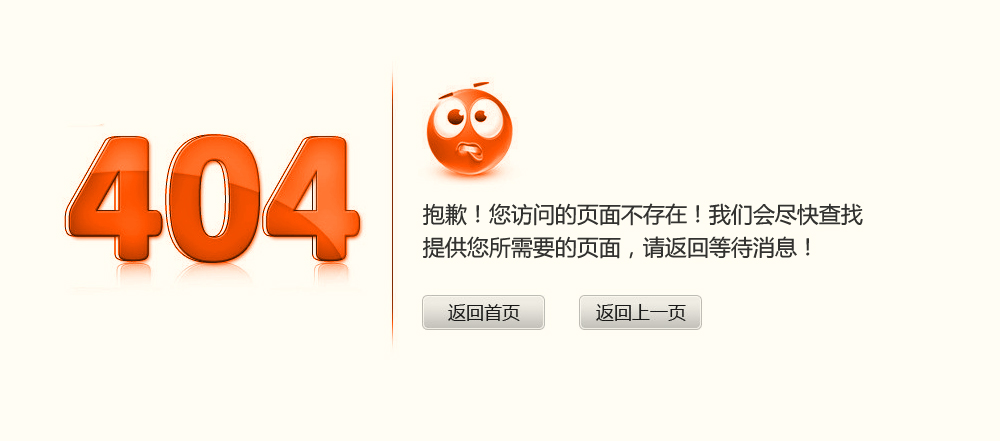 404
抱歉！您访问的页面不存在！我们会尽快查找
提供您所需要的页面，请返回等待消息！
返回首页
返回上一页